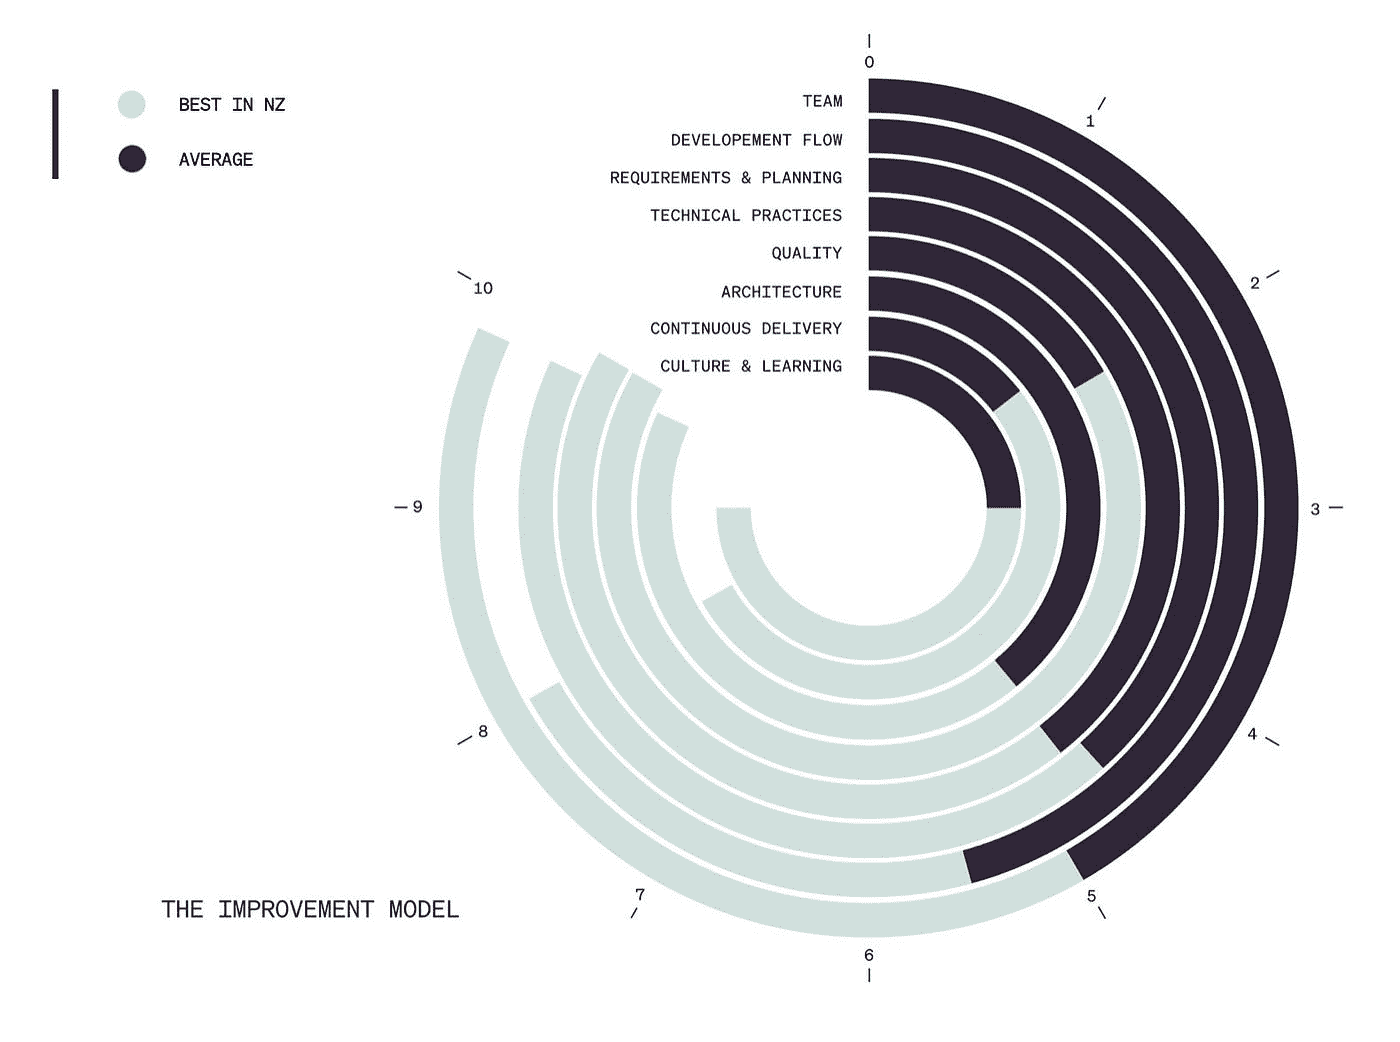 BEST IN NZ
AVERAGE
0
TEAM
DEVELOPEMENT FLOW
REQUIREMENTS & PLANNING
TECHNICAL PRACTICES
QUALITY
ARCHITECTURE
CONTINUOUS DELIVERY
CULTURE & LEARNING
1
2
3
4
5
6
7
8
9
10
THE IMPROVEMENT MODEL